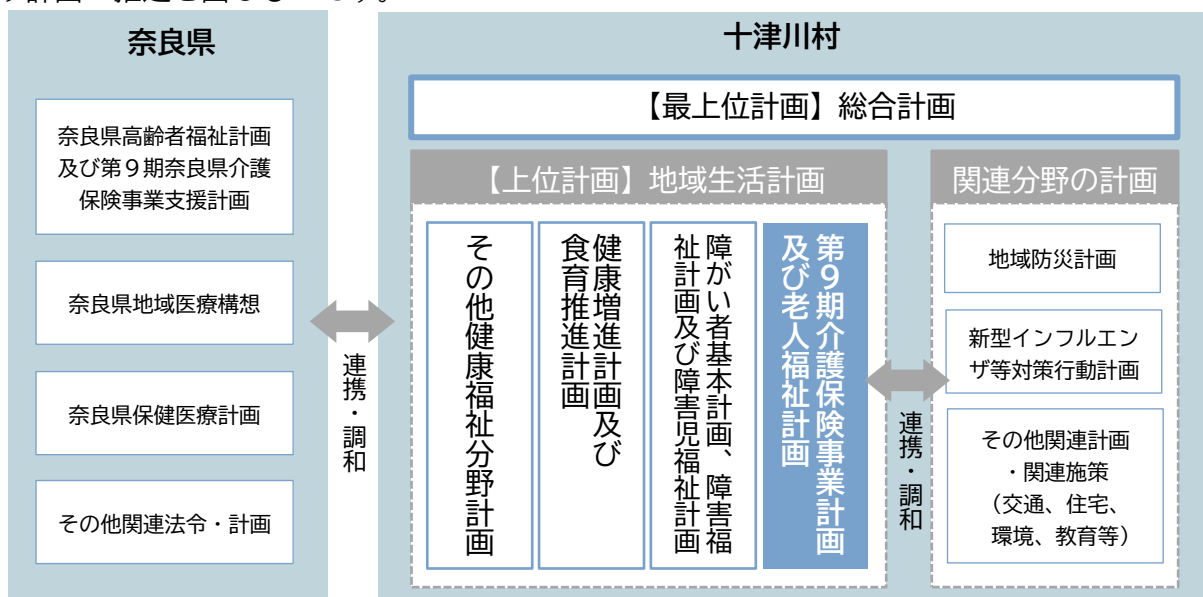 奈良県
奈良県高齢者福祉計画
及び第9期奈良県介護
保険事業支援計画
奈良県地域医療構想
奈良県保健医療計画
その他関連法令・計画
連携・調和
十津川村
【最上位計画】総合計画
【上位計画】地域生活計画
第9期介護保険事業計画
及び老人福祉計画
障がい者基本計画、障害福
祉計画及び障害児福祉計画
健康増進計画及び
食育推進計画
その他健康福祉分野計画
連携・調和
関連分野の計画
地域防災計画
新型インフルエン
ザ等対策行動計画
その他関連計画
・関連施策
（交通、住宅、
環境、教育等）